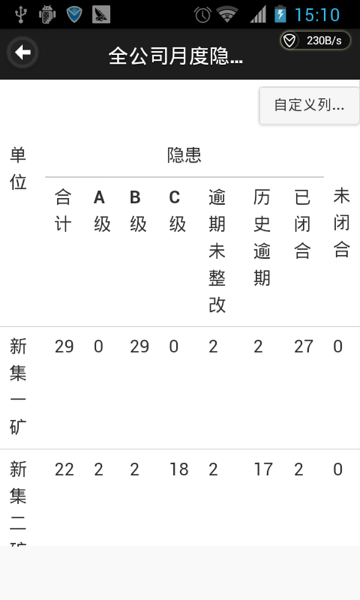 15:10
全公司月度隐...
230B/s
自定义列...
单位
隐患
合计 A级 B级 C级 逾期未整改 历史逾期 已闭合 未闭合
新集一矿 29 0 29 0 2 2 27 0
新集二矿 22 2 2 18 2 17 2 0